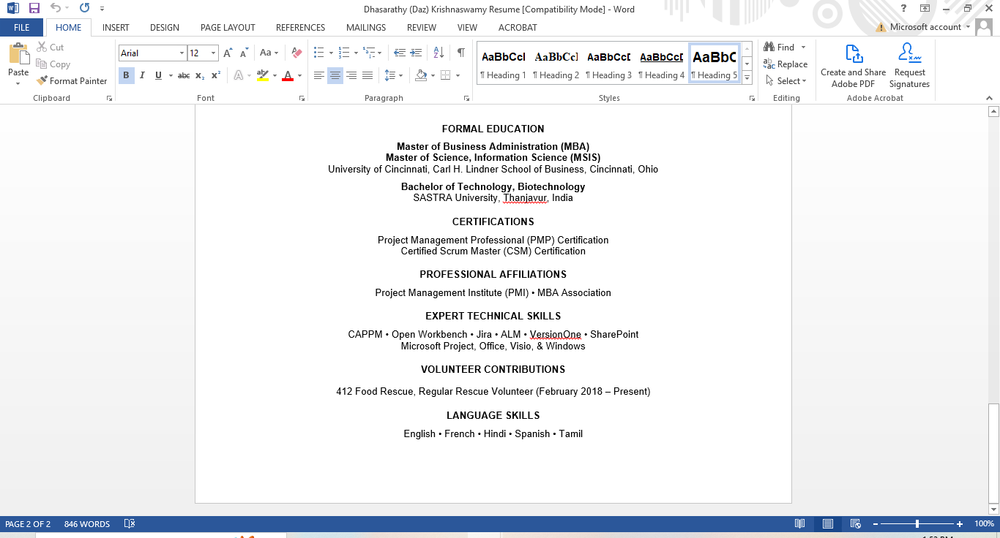 Dhasarathy (Daz) Krishnaswamy Resume [Compatibility Mode] - Word
?
Microsoft account
FILE HOME INSERT DESIGN PAGE LAYOUT REFERENCES MAILINGS REVIEW VIEW ACROBAT
Paste
Cut
Copy
Format Painter
Clipboard
Arial 12
Aa
B I U abc x₂ x²
A ab A
Font
Paragraph
AaBbCcI AaBbCcI AaBbCcD AaBbCcD AaBbC
¶ Heading 1 ¶ Heading 2 ¶ Heading 3 ¶ Heading 4 ¶ Heading 5
Styles
Find
Replace
Select
Editing
Create and Share
Adobe PDF
Request
Signatures
Adobe Acrobat
FORMAL EDUCATION
Master of Business Administration (MBA)
Master of Science, Information Science (MSIS)
University of Cincinnati, Carl H. Lindner School of Business, Cincinnati, Ohio
Bachelor of Technology, Biotechnology
SASTRA University, Thanjavur, India
CERTIFICATIONS
Project Management Professional (PMP) Certification
Certified Scrum Master (CSM) Certification
PROFESSIONAL AFFILIATIONS
Project Management Institute (PMI) • MBA Association
EXPERT TECHNICAL SKILLS
CAPPM • Open Workbench • Jira • ALM • VersionOne • SharePoint
Microsoft Project, Office, Visio, & Windows
VOLUNTEER CONTRIBUTIONS
412 Food Rescue, Regular Rescue Volunteer (February 2018 – Present)
LANGUAGE SKILLS
English • French • Hindi • Spanish • Tamil
PAGE 2 OF 2 846 WORDS
100%